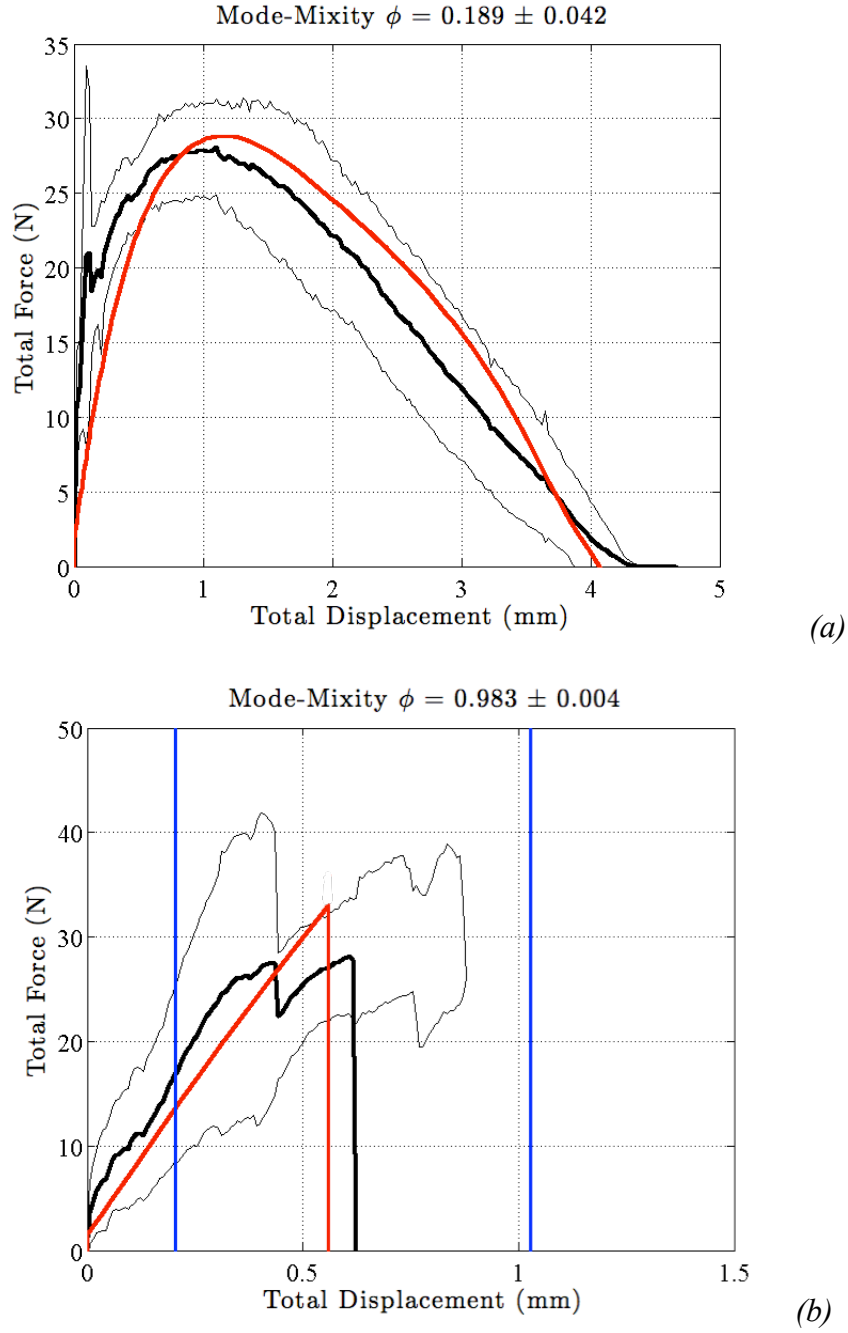 Mode-Mixity ϕ = 0.189 ± 0.042
35
30
25
20
15
10
5
0
Total Force (N)
0 1 2 3 4 5
Total Displacement (mm)
(a)
Mode-Mixity ϕ = 0.983 ± 0.004
50
40
30
20
10
0
Total Force (N)
0 0.5 1 1.5
Total Displacement (mm)
(b)